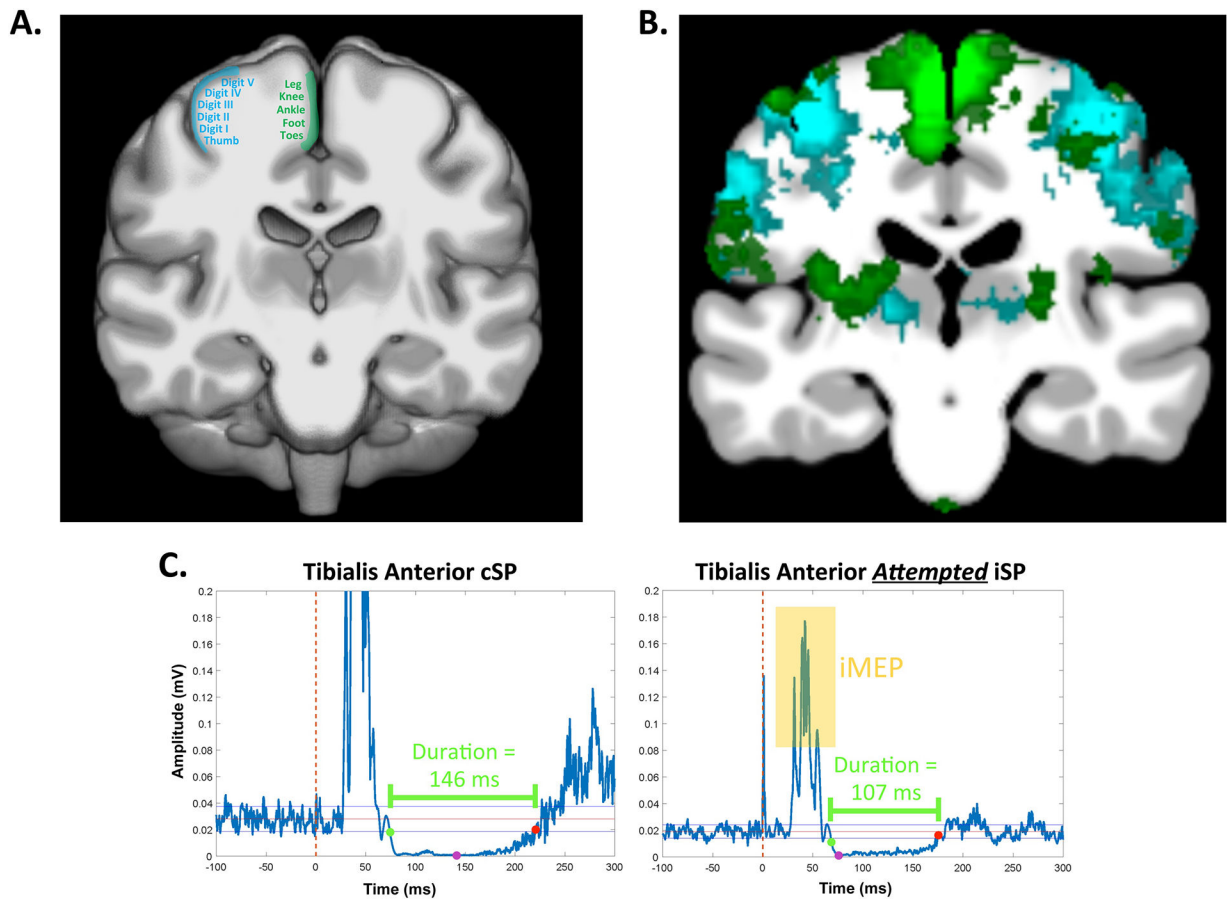 A.
B.
Digit V
Digit IV
Digit III
Digit II
Digit I
Thumb
Leg
Knee
Ankle
Foot
Toes
C.
Tibialis Anterior cSP
Amplitude (mV)
0.2
0.18
0.16
0.14
0.12
0.1
0.08
0.06
0.04
0.02
0
Duration =
146 ms
-100
-50
0
50
100
150
200
250
300
Time (ms)
Tibialis Anterior Attempted iSP
0.2
0.18
0.16
0.14
0.12
0.1
0.08
0.06
0.04
0.02
0
iMEP
Duration =
107 ms
-100
-50
0
50
100
150
200
250
300
Time (ms)